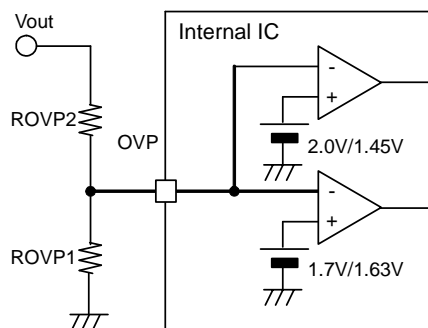 Vout
Internal IC
ROVP2
OVP
-
+
2.0V/1.45V
-
+
ROVP1
1.7V/1.63V